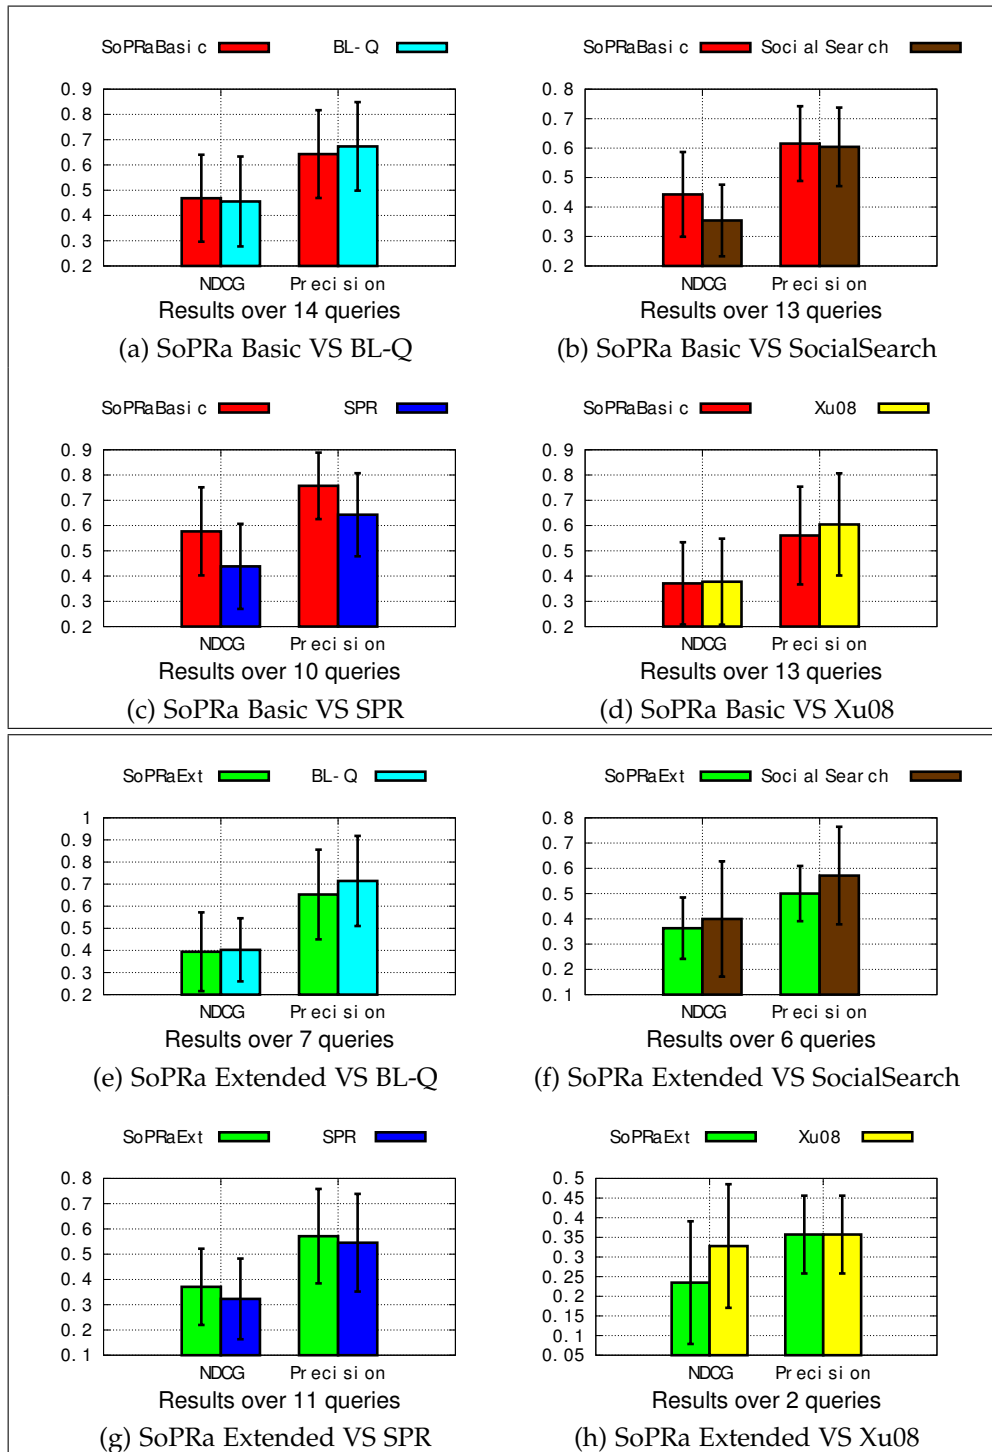 SoPRaBasic BL-Q
0.9
0.8
0.7
0.6
0.5
0.4
0.3
0.2
NDCG Precision
Results over 14 queries
(a) SoPRa Basic VS BL-Q
SoPRaBasic SocialSearch
0.8
0.7
0.6
0.5
0.4
0.3
0.2
NDCG Precision
Results over 13 queries
(b) SoPRa Basic VS SocialSearch
SoPRaBasic SPR
0.9
0.8
0.7
0.6
0.5
0.4
0.3
0.2
NDCG Precision
Results over 10 queries
(c) SoPRa Basic VS SPR
SoPRaBasic Xu08
0.9
0.8
0.7
0.6
0.5
0.4
0.3
0.2
NDCG Precision
Results over 13 queries
(d) SoPRa Basic VS Xu08
SoPRaExt BL-Q
1
0.9
0.8
0.7
0.6
0.5
0.4
0.3
0.2
NDCG Precision
Results over 7 queries
(e) SoPRa Extended VS BL-Q
SoPRaExt SocialSearch
0.8
0.7
0.6
0.5
0.4
0.3
0.2
0.1
NDCG Precision
Results over 6 queries
(f) SoPRa Extended VS SocialSearch
SoPRaExt SPR
0.8
0.7
0.6
0.5
0.4
0.3
0.2
0.1
NDCG Precision
Results over 11 queries
(g) SoPRa Extended VS SPR
SoPRaExt Xu08
0.5
0.45
0.4
0.35
0.3
0.25
0.2
0.15
0.1
0.05
NDCG Precision
Results over 2 queries
(h) SoPRa Extended VS Xu08